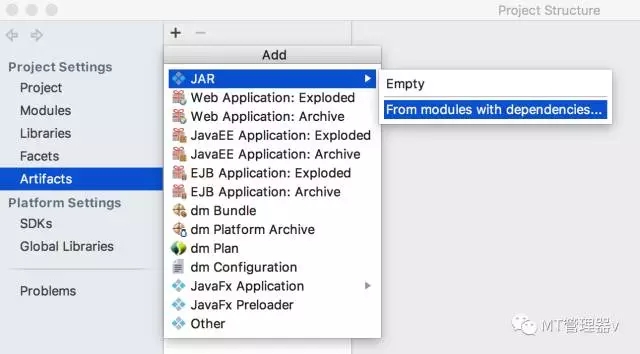 Project Structure
Project Settings
Project
Modules
Libraries
Facets
Artifacts
Platform Settings
SDKs
Global Libraries
Problems
Add
JAR
Web Application: Exploded
Web Application: Archive
JavaEE Application: Exploded
JavaEE Application: Archive
EJB Application: Exploded
EJB Application: Archive
dm Bundle
dm Platform Archive
dm Plan
dm Configuration
JavaFx Application
JavaFx Preloader
Other
Empty
From modules with dependencies...
MT管理器v